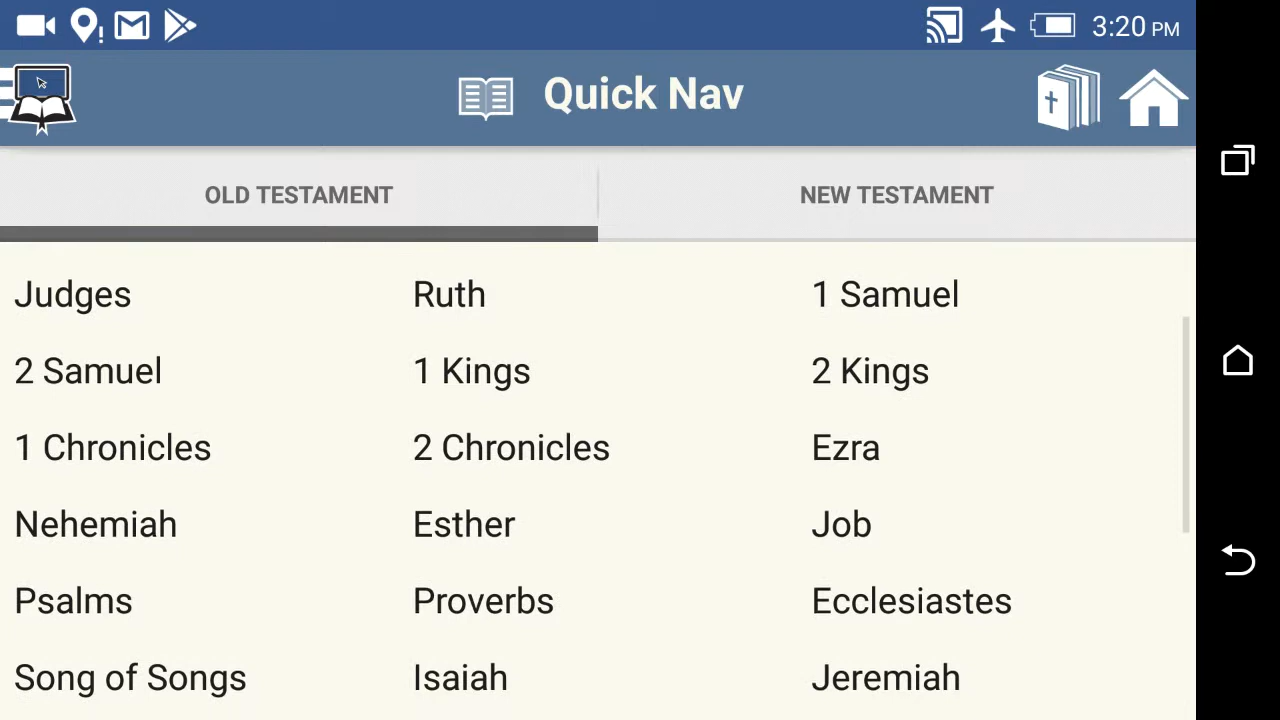 3:20 PM
Quick Nav
OLD TESTAMENT NEW TESTAMENT
Judges Ruth 1 Samuel
2 Samuel 1 Kings 2 Kings
1 Chronicles 2 Chronicles Ezra
Nehemiah Esther Job
Psalms Proverbs Ecclesiastes
Song of Songs Isaiah Jeremiah